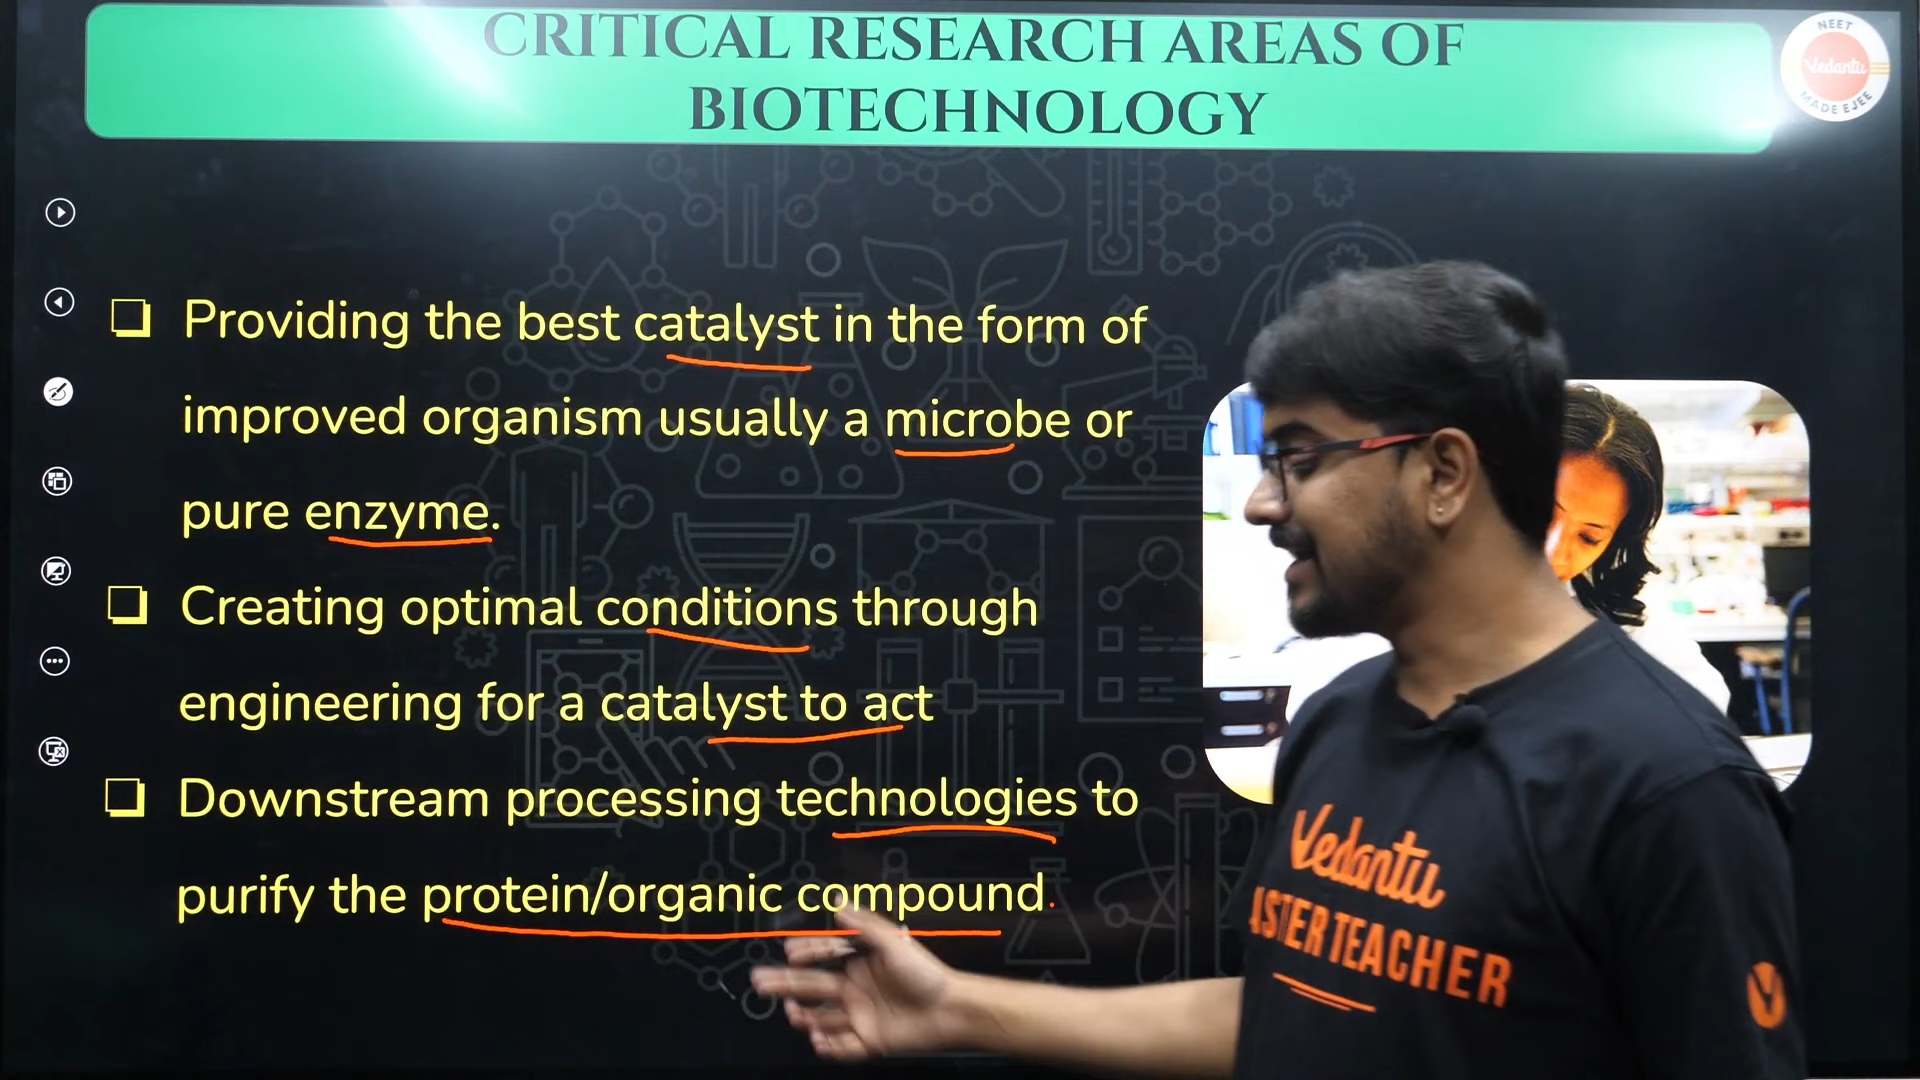 CRITICAL RESEARCH AREAS OF
BIOTECHNOLOGY
NEET
Vedantu
MADE EJEE
Providing the best catalyst in the form of
improved organism usually a microbe or
pure enzyme.
Creating optimal conditions through
engineering for a catalyst to act
Downstream processing technologies to
purify the protein/organic compound.
Vedantu
ASTER TEACHER